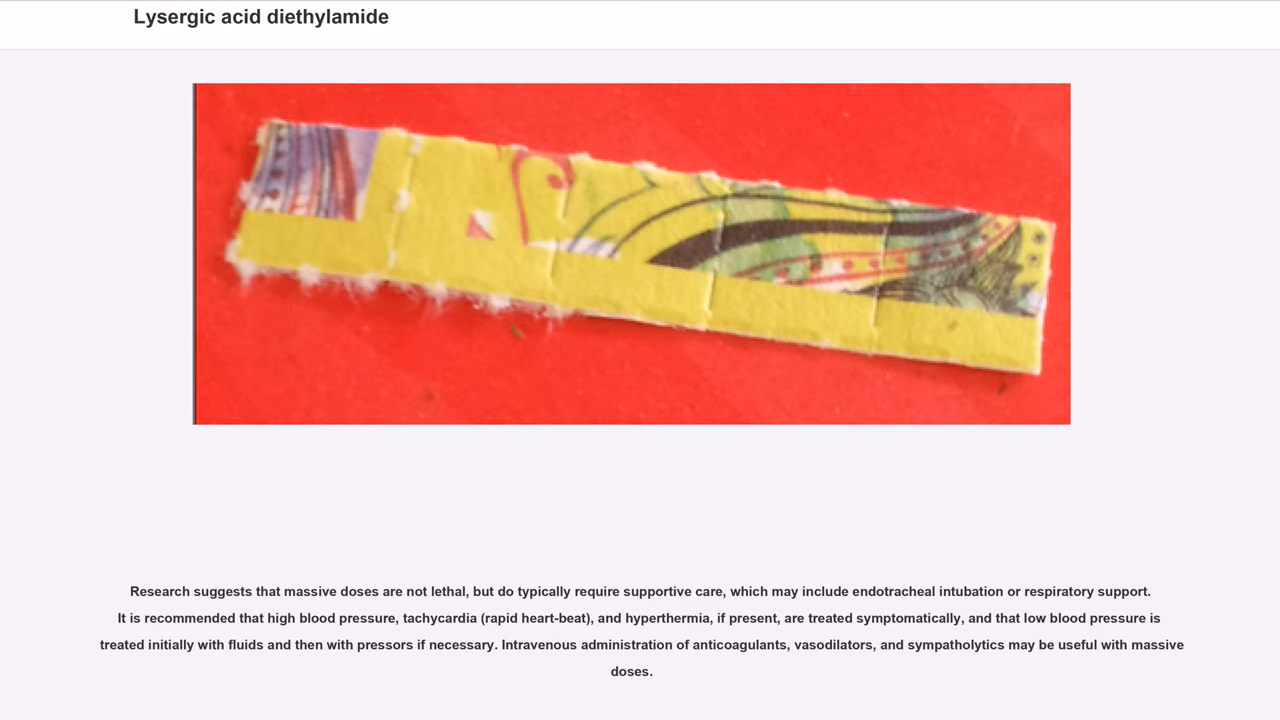 Lysergic acid diethylamide
Research suggests that massive doses are not lethal, but do typically require supportive care, which may include endotracheal intubation or respiratory support.
It is recommended that high blood pressure, tachycardia (rapid heart-beat), and hyperthermia, if present, are treated symptomatically, and that low blood pressure is
treated initially with fluids and then with pressors if necessary. Intravenous administration of anticoagulants, vasodilators, and sympatholytics may be useful with massive
doses.